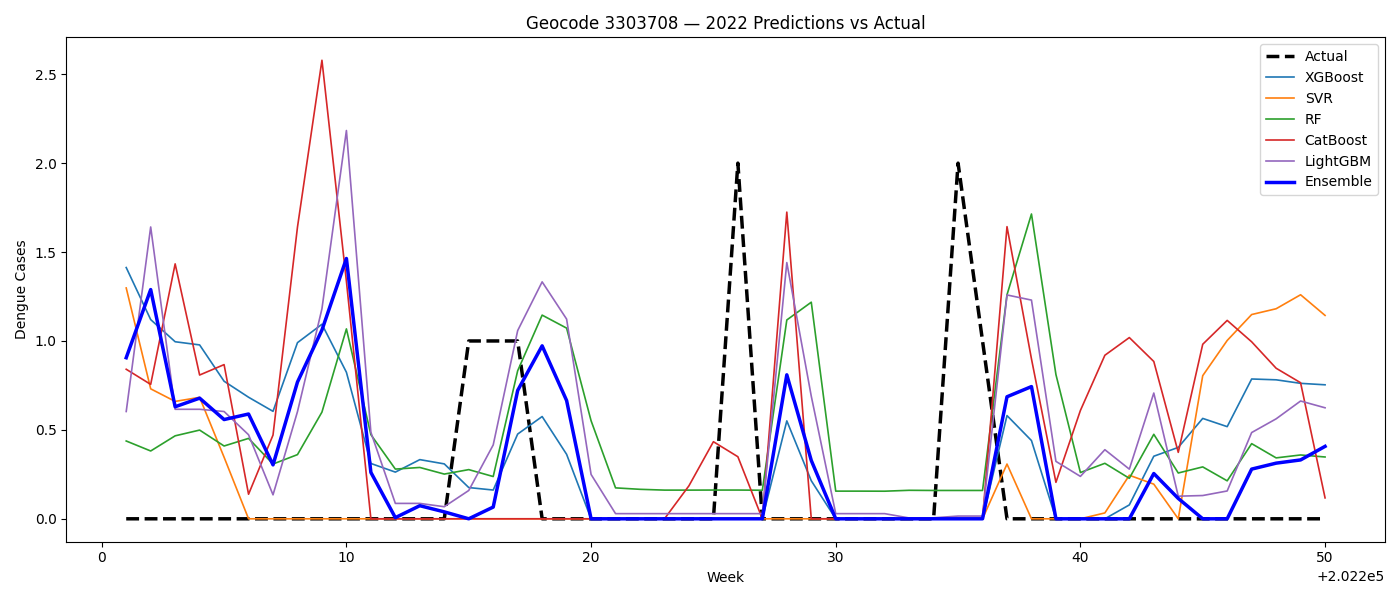 Geocode 3303708 — 2022 Predictions vs Actual
Dengue Cases
2.5
2.0
1.5
1.0
0.5
0.0
Actual
XGBoost
SVR
RF
CatBoost
LightGBM
Ensemble
0 10 20 30 40 50
+2.022e5
Week